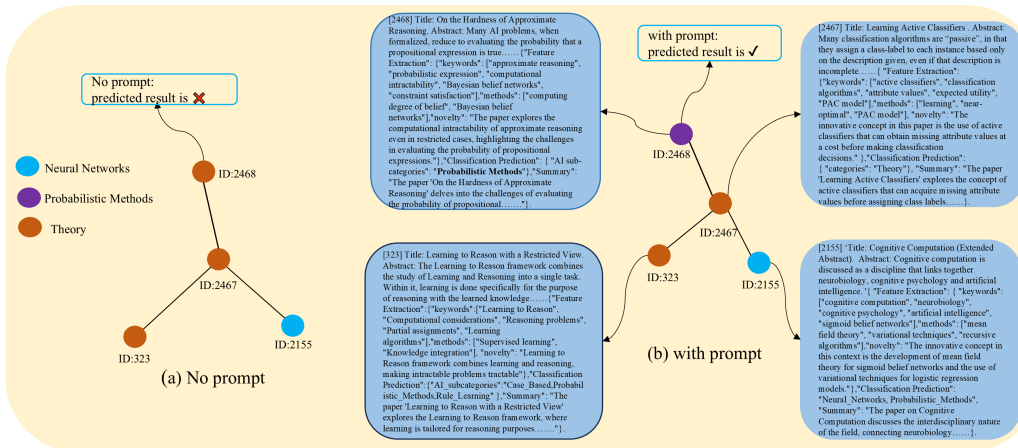 No prompt:
predicted result is ❌
Neural Networks
Probabilistic Methods
Theory
ID:2468
ID:2467
ID:323
ID:2155
(a) No prompt
[2468] Title: On the Hardness of Approximate
Reasoning. Abstract: Many AI problems, when
formalized, reduce to evaluating the probability that a
propositional expression is true…… {"Feature
Extraction": {"keywords": ["approximate reasoning",
"probabilistic expression", "computational
intractability", "Bayesian belief networks",
"constraint satisfaction"],"methods": ["computing
degree of belief", "Bayesian belief
networks"],"novelty": "The paper explores the
computational intractability of approximate reasoning
even in restricted cases, highlighting the challenges
in evaluating the probability of propositional
expressions."},"Classification Prediction": { "AI sub-
categories": "Probabilistic Methods"},"Summary":
"The paper 'On the Hardness of Approximate
Reasoning' delves into the challenges of evaluating
the probability of propositional……."}.
[323] Title: Learning to Reason with a Restricted View.
Abstract: The Learning to Reason framework combines
the study of Learning and Reasoning into a single task.
Within it, learning is done specifically for the purpose
of reasoning with the learned knowledge……{"Feature
Extraction":{"keywords":["Learning to Reason",
"Computational considerations", "Reasoning problems",
"Partial assignments", "Learning
algorithms"],"methods": ["Supervised learning",
"Knowledge integration"], "novelty": "Learning to
Reason framework combines learning and reasoning,
making intractable problems tractable"},"Classification
Prediction":{"AI_subcategories":"Case_Based,Probabil
istic_Methods,Rule_Learning" },"Summary": "The
paper 'Learning to Reason with a Restricted View'
explores the Learning to Reason framework, where
learning is tailored for reasoning purposes…….."}.
with prompt:
predicted result is ✓
ID:2468
ID:2467
ID:323
ID:2155
(b) with prompt
[2467] Title: Learning Active Classifiers . Abstract:
Many classification algorithms are "passive", in that
they assign a class-label to each instance based only
on the description given, even if that description is
incomplete……{ "Feature Extraction":
{"keywords": ["active classifiers", "classification
algorithms", "attribute values", "expected utility",
"PAC model"],"methods": ["learning", "near-
optimal", "PAC model"], "novelty": "The
innovative concept in this paper is the use of active
classifiers that can obtain missing attribute values
at a cost before making classification
decisions." },"Classification Prediction":
{ "categories": "Theory"}, "Summary": "The paper
'Learning Active Classifiers' explores the concept of
active classifiers that can acquire missing attribute
values before assigning class labels……}.
[2155] 'Title: Cognitive Computation (Extended
Abstract).  Abstract: Cognitive computation is
discussed as a discipline that links together
neurobiology, cognitive psychology and artificial
intelligence. '{ "Feature Extraction": { "keywords":
["cognitive computation", "neurobiology",
"cognitive psychology", "artificial intelligence",
"sigmoid belief networks"],"methods": ["mean
field theory", "variational techniques", "recursive
algorithms"],"novelty": "The innovative concept in
this context is the development of mean field
theory for sigmoid belief networks and the use of
variational techniques for logistic regression
models."},"Classification Prediction":
"Neural_Networks, Probabilistic_Methods",
"Summary": "The paper on Cognitive
Computation discusses the interdisciplinary nature
of the field, connecting neurobiology……}.